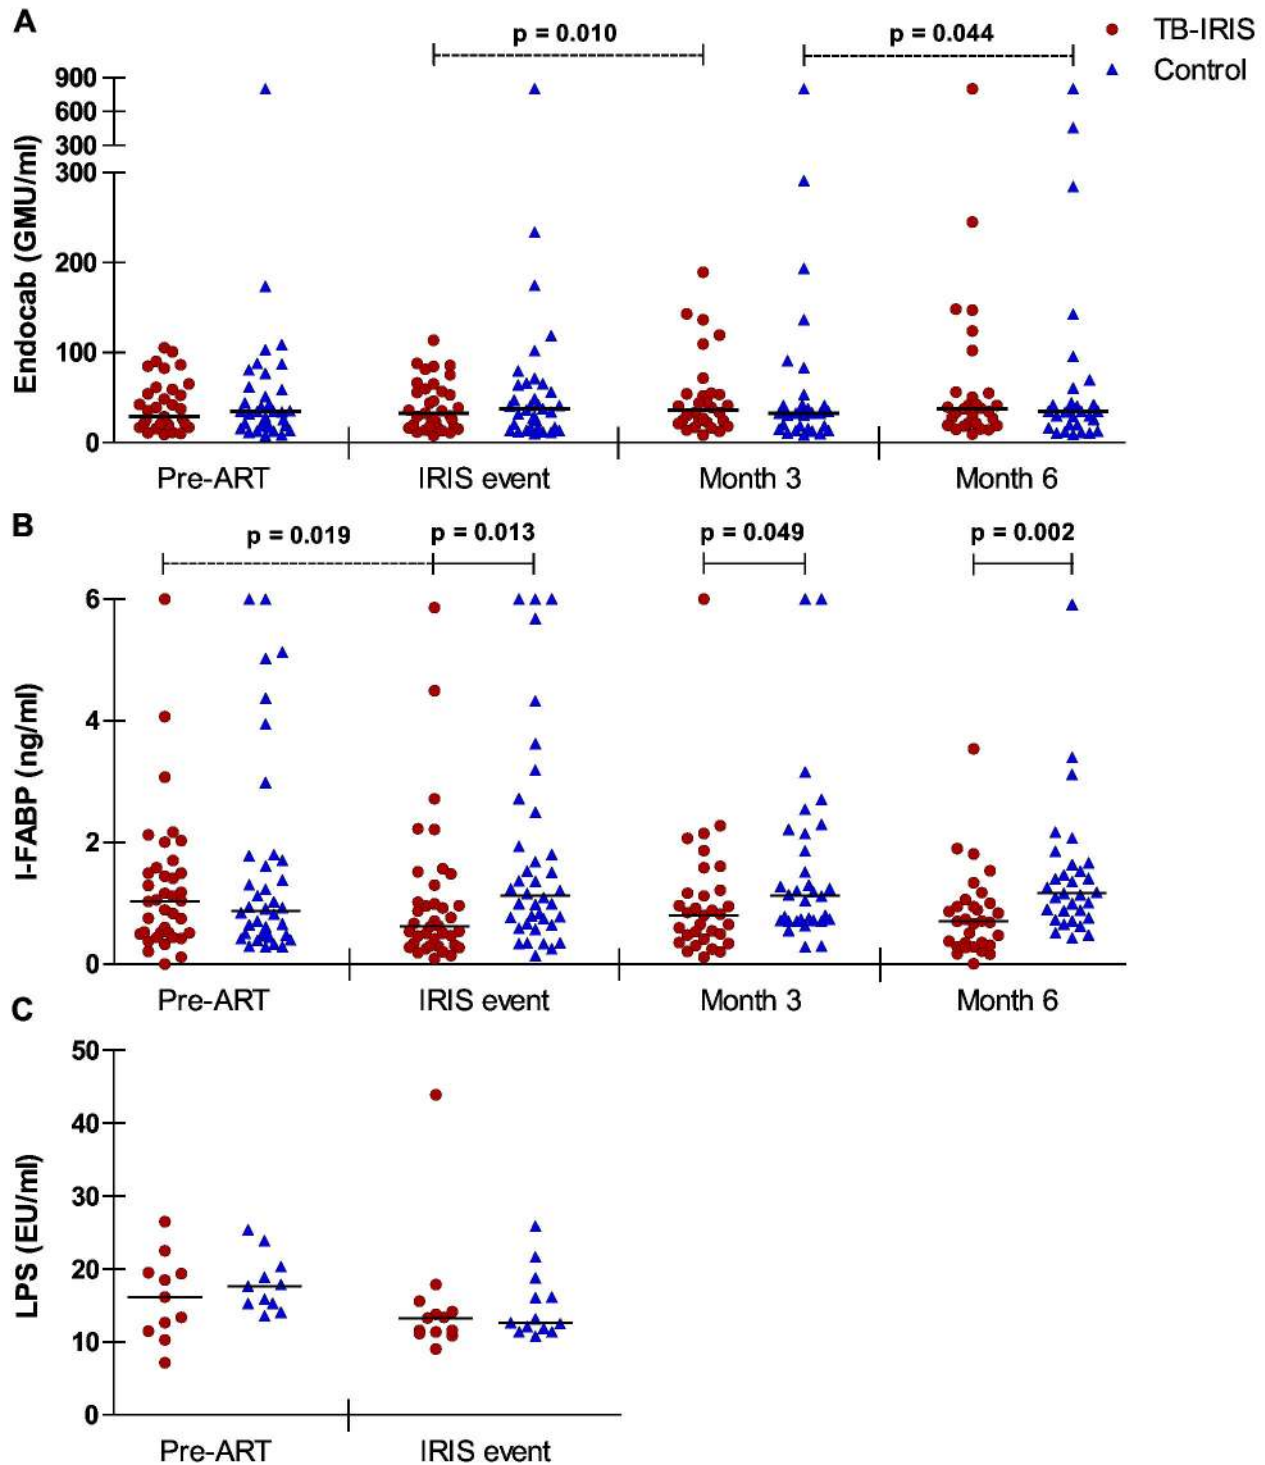 A
p = 0.010
p = 0.044
TB-IRIS
Control
Endocab (GMU/ml)
900
600
300
300
200
100
0
Pre-ART
IRIS event
Month 3
Month 6
B
p = 0.019
p = 0.013
p = 0.049
p = 0.002
I-FABP (ng/ml)
6
4
2
0
Pre-ART
IRIS event
Month 3
Month 6
C
LPS (EU/ml)
50
40
30
20
10
0
Pre-ART
IRIS event